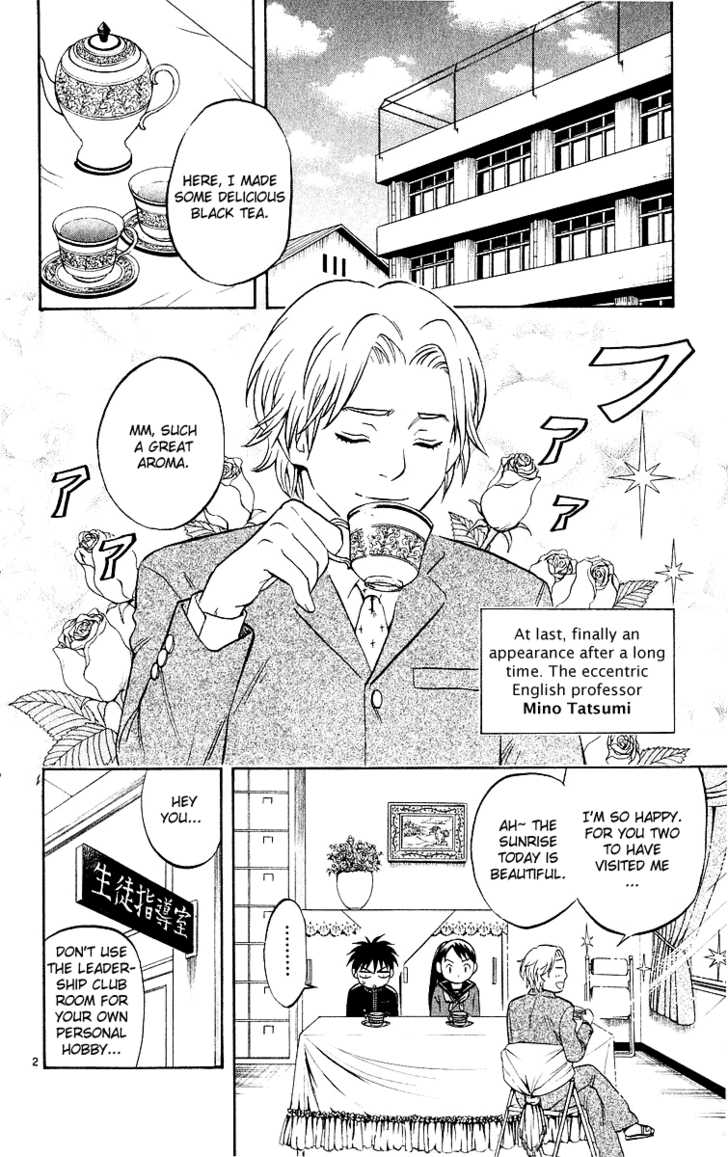 HERE, I MADE
SOME DELICIOUS
BLACK TEA.
ファァ
MM, SUCH
A GREAT
AROMA.
ァァ
At last, finally an
appearance after a long
time. The eccentric
English professor
Mino Tatsumi
I'M SO HAPPY.
FOR YOU TWO
TO HAVE
VISITED ME
...
AH~ THE
SUNRISE
TODAY IS
BEAUTIFUL.
.........
HEY
YOU...
生徒指導室
DON'T USE
THE LEADER-
SHIP CLUB
ROOM FOR
YOUR OWN
PERSONAL
HOBBY...
2